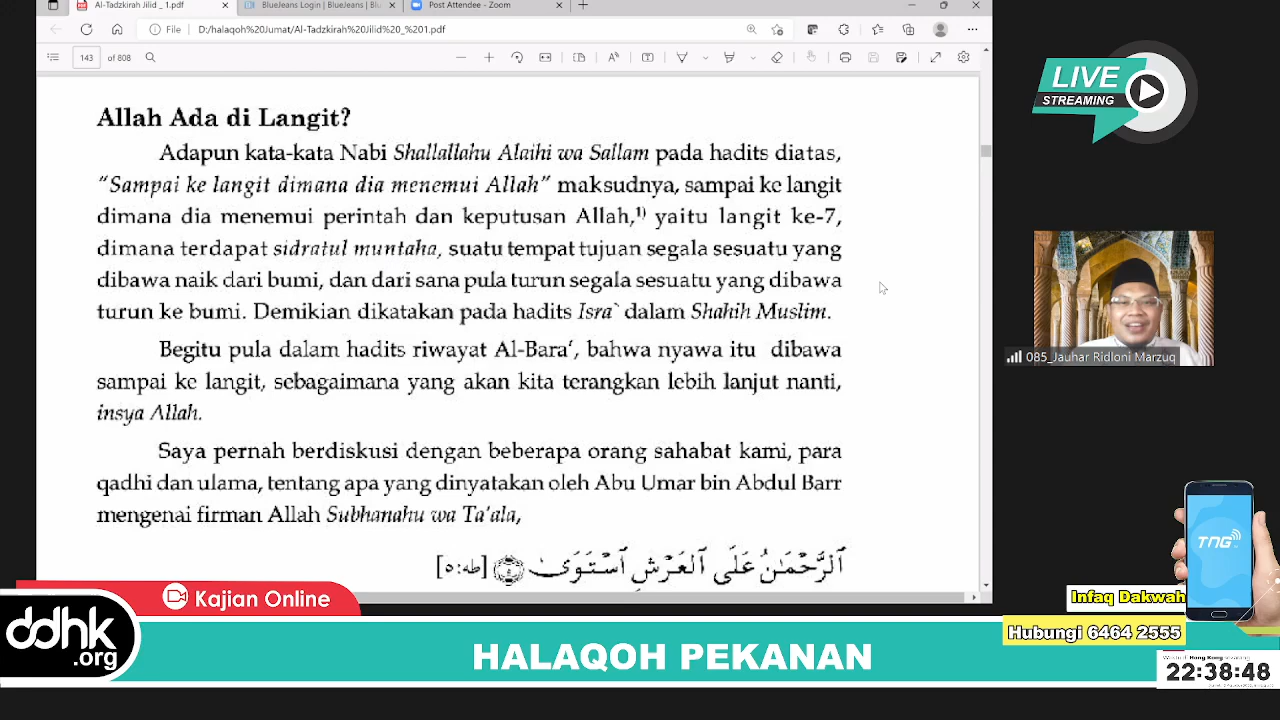 Al-Tadzkirah Jilid _ 1.pdf
BlueJeans Login | BlueJeans | Bl
Post Attendee - Zoom
File
D:/halaqoh%20Jumat/Al-Tadzkirah%20Jilid%20_%201.pdf
143 of 808
Allah Ada di Langit?
Adapun kata-kata Nabi Shallallahu Alaihi wa Sallam pada hadits diatas,
“Sampai ke langit dimana dia menemui Allah” maksudnya, sampai ke langit
dimana dia menemui perintah dan keputusan Allah,¹⁾ yaitu langit ke-7,
dimana terdapat sidratul muntaha, suatu tempat tujuan segala sesuatu yang
dibawa naik dari bumi, dan dari sana pula turun segala sesuatu yang dibawa
turun ke bumi. Demikian dikatakan pada hadits Isra` dalam Shahih Muslim.
Begitu pula dalam hadits riwayat Al-Bara’, bahwa nyawa itu dibawa
sampai ke langit, sebagaimana yang akan kita terangkan lebih lanjut nanti,
insya Allah.
Saya pernah berdiskusi dengan beberapa orang sahabat kami, para
qadhi dan ulama, tentang apa yang dinyatakan oleh Abu Umar bin Abdul Barr
mengenai firman Allah Subhanahu wa Ta’ala,
ٱلرَّحْمَـٰنُ عَلَى ٱلْعَرْشِ ٱسْتَوَىٰ ۝ [طه:٥]
LIVE
STREAMING
085_Jauhar Ridloni Marzuq
TNG
Kajian Online
ddhk
.org
HALAQOH PEKANAN
Infaq Dakwah
Hubungi 6464 2555
22:38:48